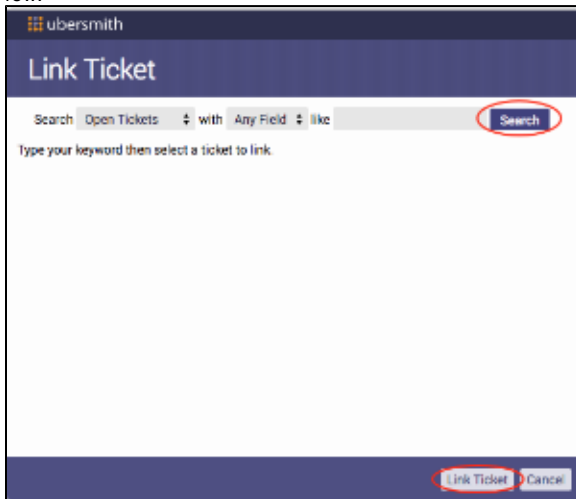 ubersmith
Link Ticket
Search Open Tickets with Any Field like Search
Type your keyword then select a ticket to link.
Link Ticket Cancel